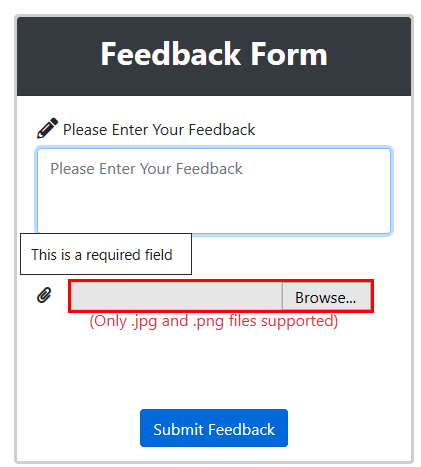 Feedback Form
Please Enter Your Feedback
Please Enter Your Feedback
This is a required field
Browse...
(Only .jpg and .png files supported)
Submit Feedback